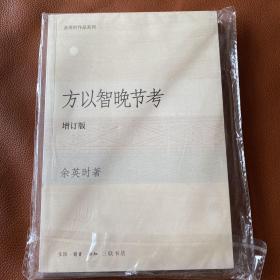 余英时作品系列
方以智晚节考
增订版
余英时著
生活·读书·新知 三联书店